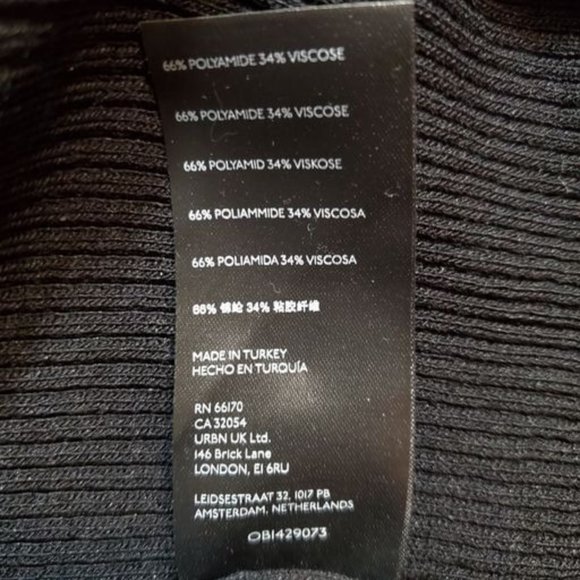 66% POLYAMIDE 34% VISCOSE
66% POLYAMIDE 34% VISCOSE
66% POLYAMID 34% VISKOSE
66% POLIAMMIDE 34% VISCOSA
66% POLIAMIDA 34% VISCOSA
66% 锦纶 34% 粘胶纤维
MADE IN TURKEY
HECHO EN TURQUÍA
RN 66170
CA 32054
URBN UK Ltd.
146 Brick Lane
LONDON, E1 6RU
LEIDSESTRAAT 32, 1017 PB
AMSTERDAM, NETHERLANDS
OB1429073